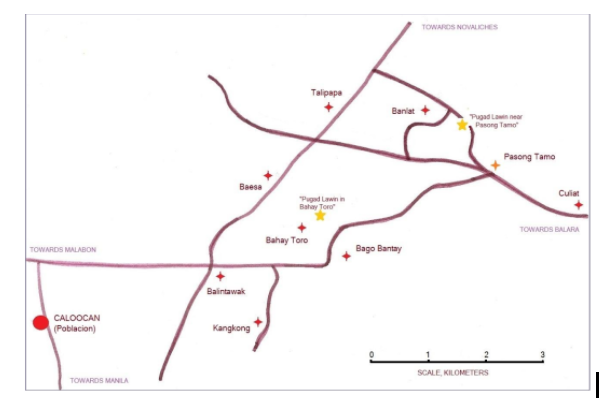 TOWARDS NOVALICHES
Talipapa
Banlat
"Pugad Lawin near
Pasong Tamo"
Pasong Tamo
Baesa
Culiat
"Pugad Lawin in
Bahay Toro"
TOWARDS BALARA
Bahay Toro
TOWARDS MALABON
Bago Bantay
Balintawak
CALOOCAN
(Poblacion)
Kangkong
0 1 2 3
SCALE, KILOMETERS
TOWARDS MANILA